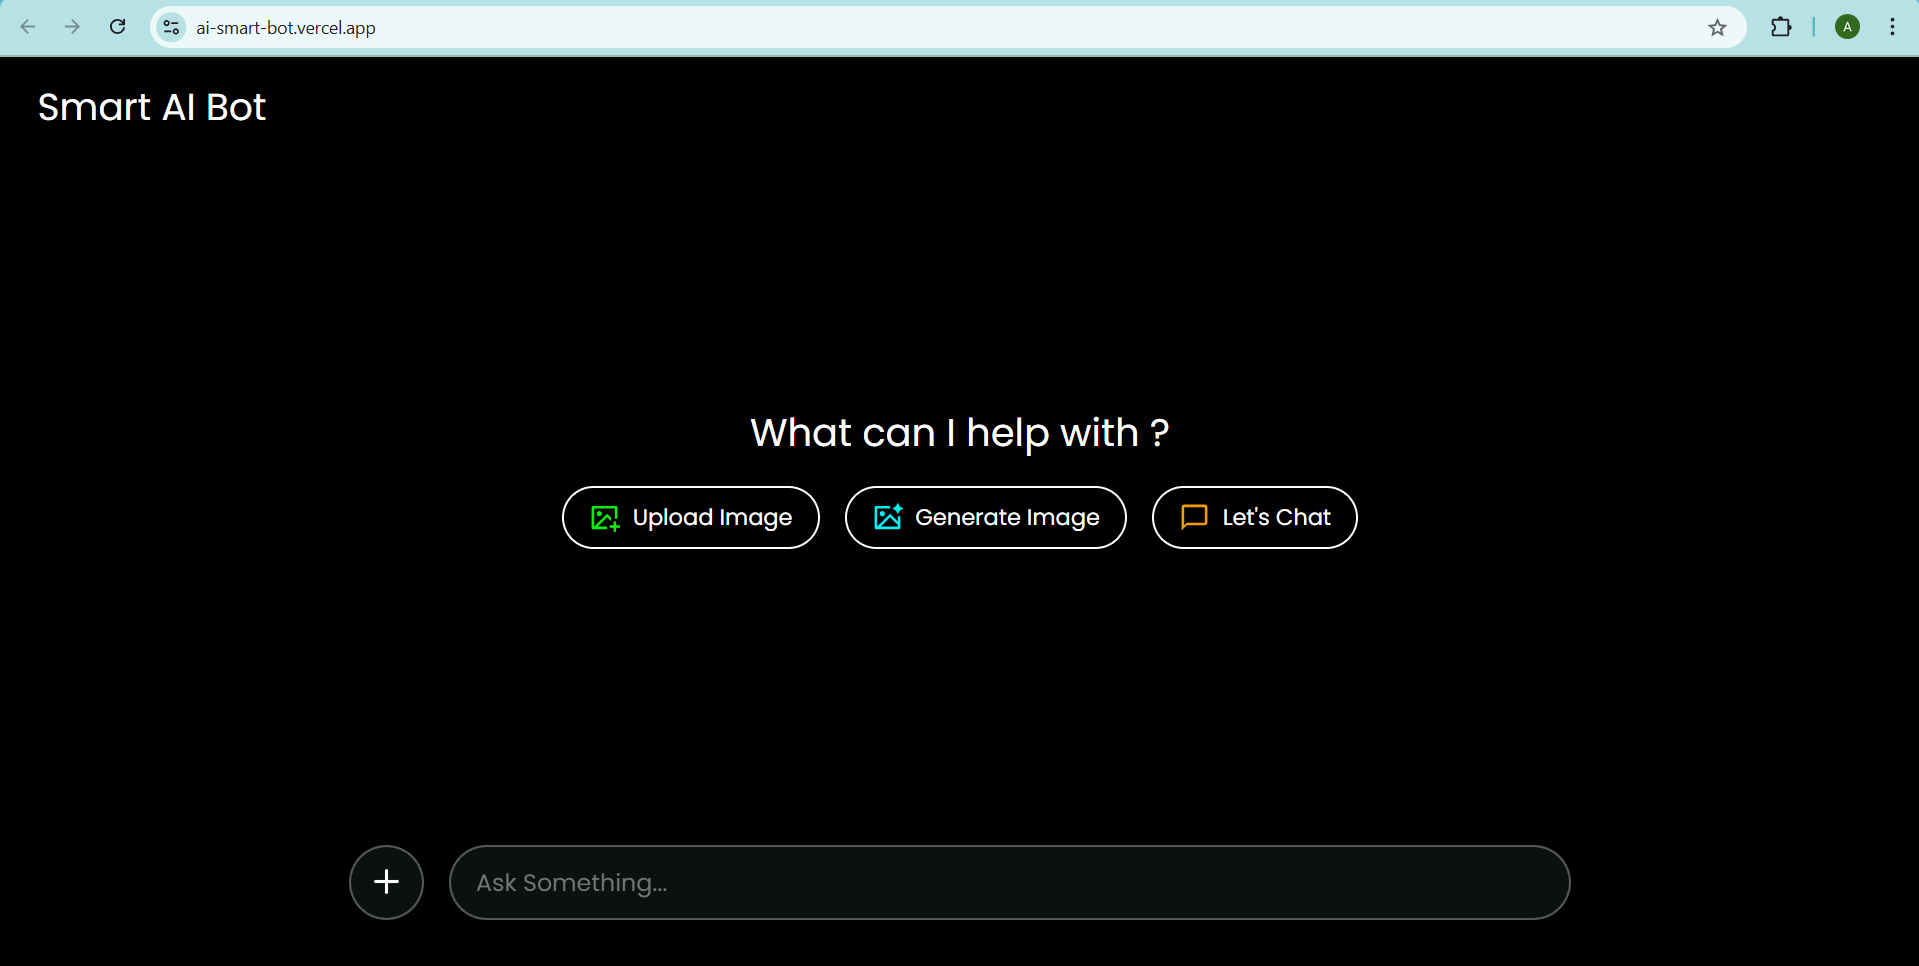 ai-smart-bot.vercel.app
A
Smart AI Bot
What can I help with ?
Upload Image
Generate Image
Let's Chat
Ask Something...